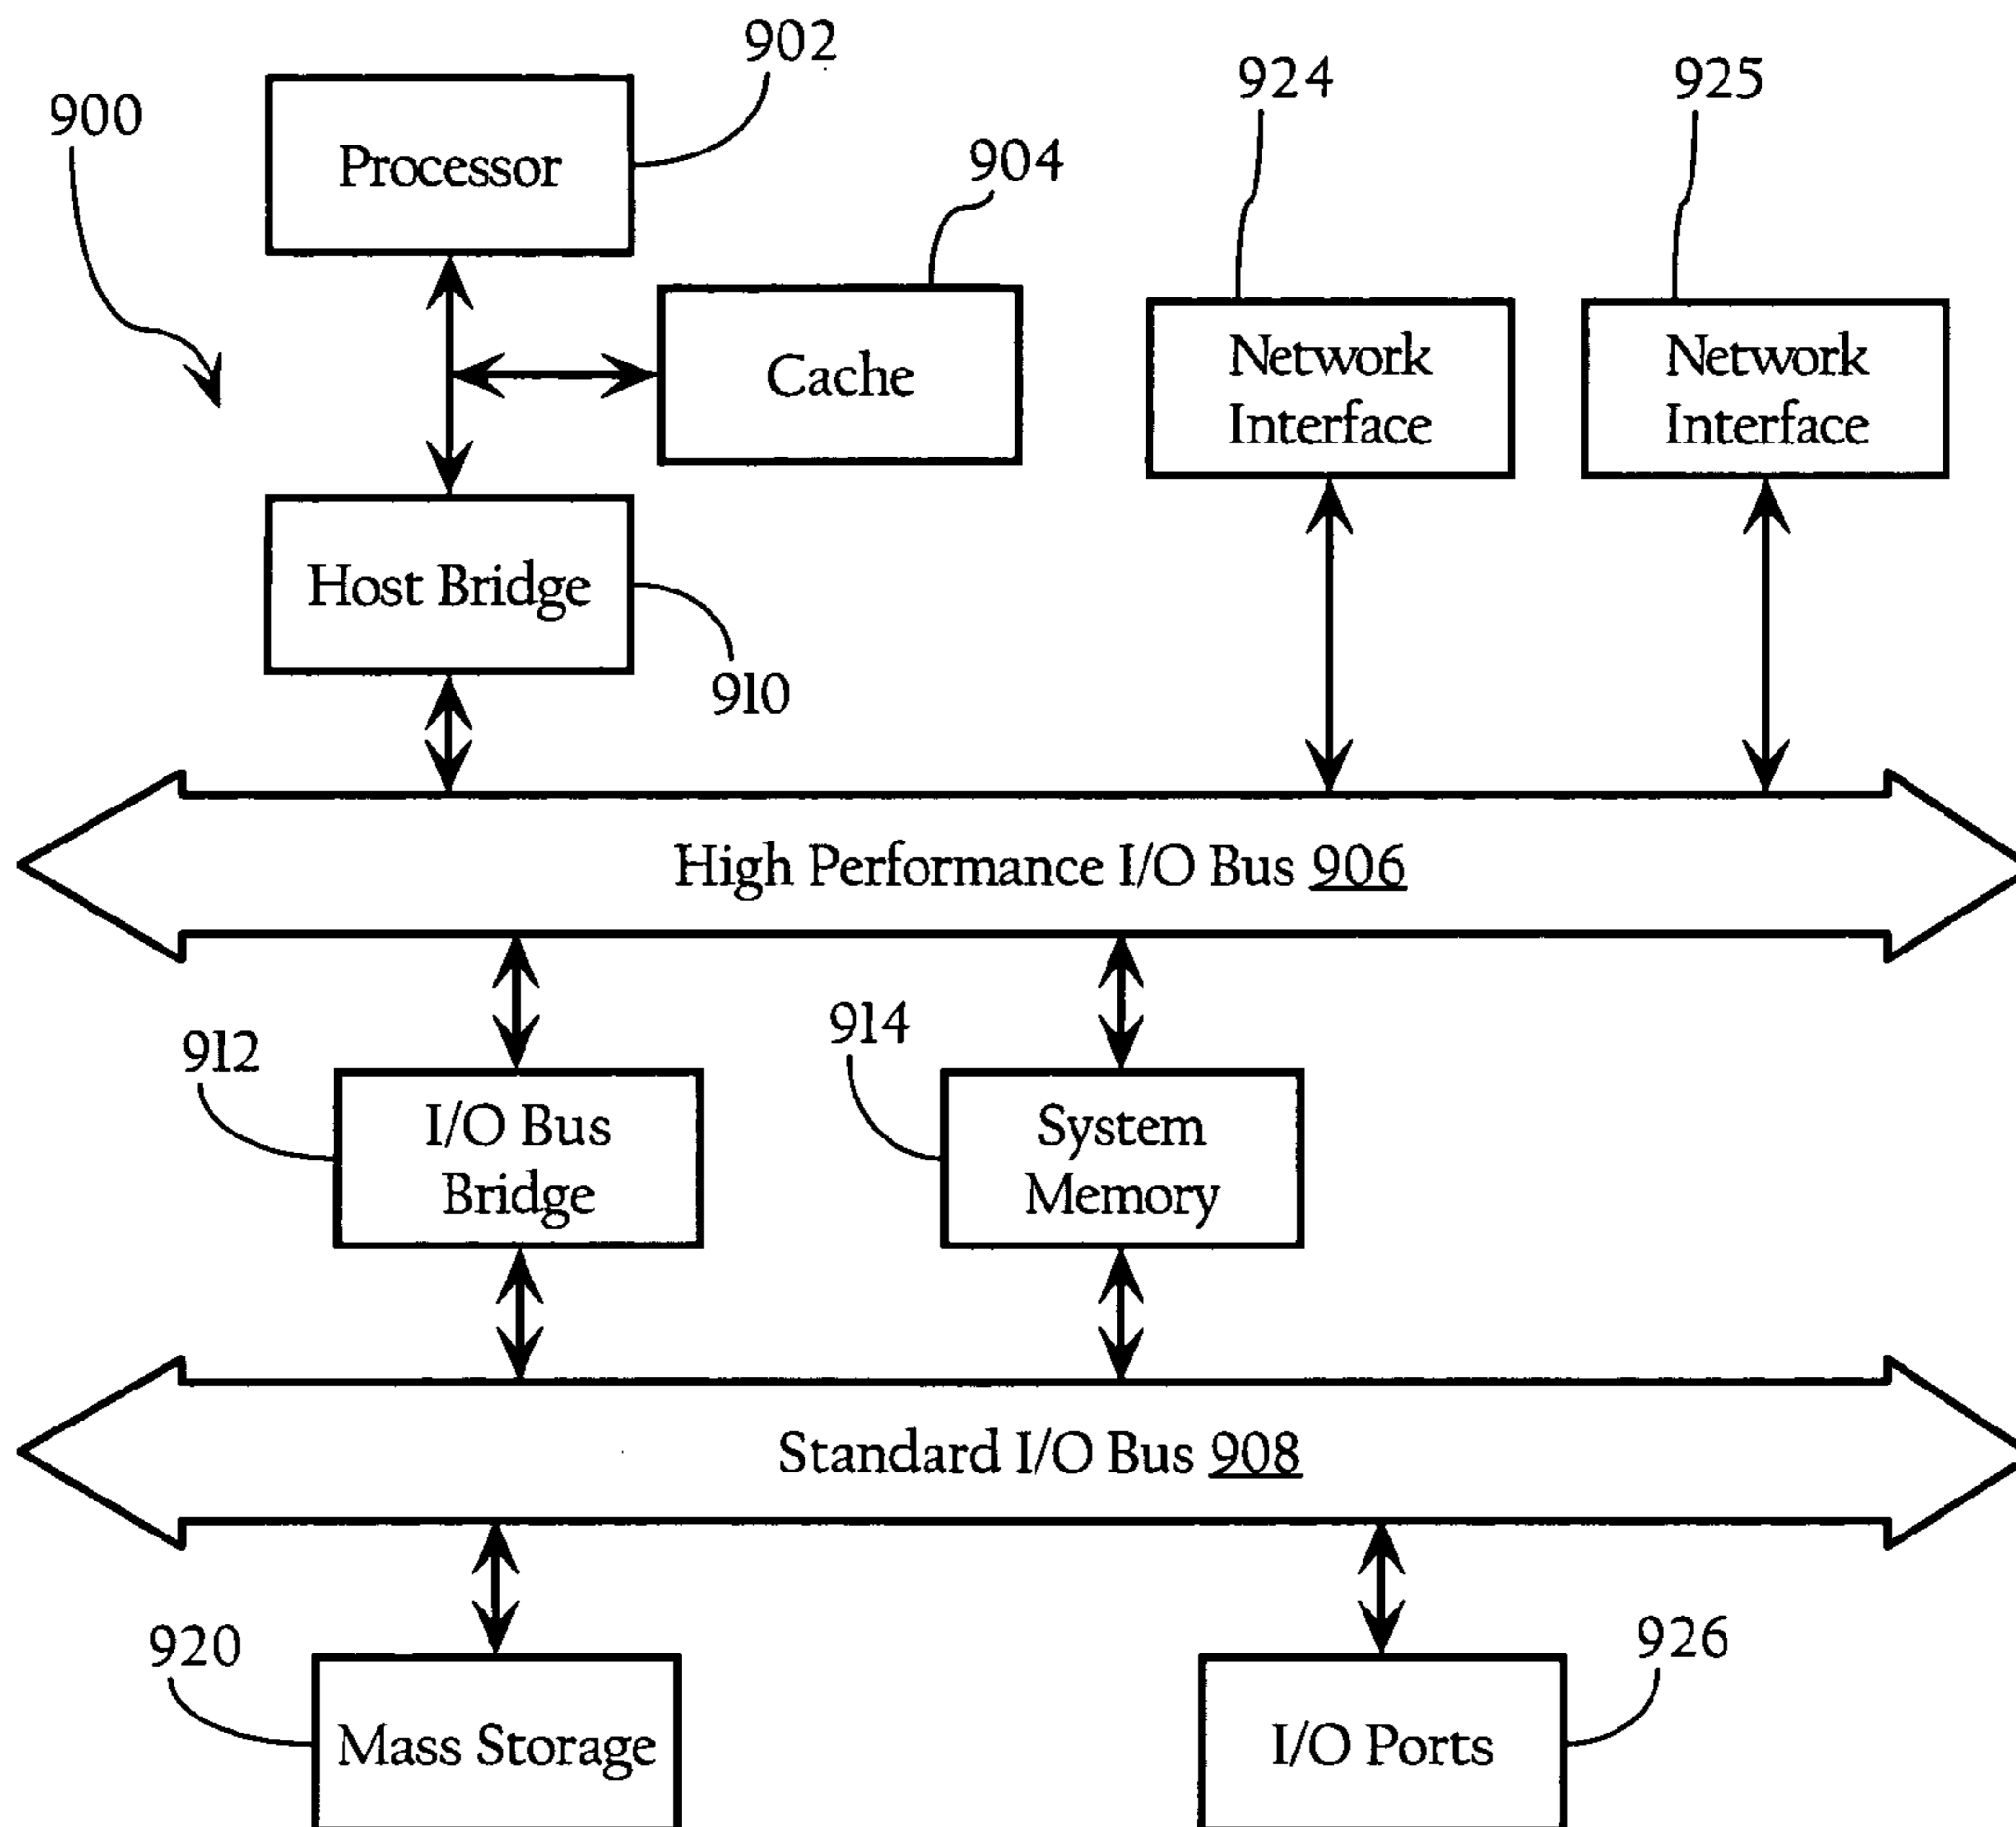 902
924
925
900
Processor
904
Network
Interface
Network
Interface
Cache
Host Bridge
910
High Performance I/O Bus 906
912
914
I/O Bus
Bridge
System
Memory
Standard I/O Bus 908
920
926
Mass Storage
I/O Ports